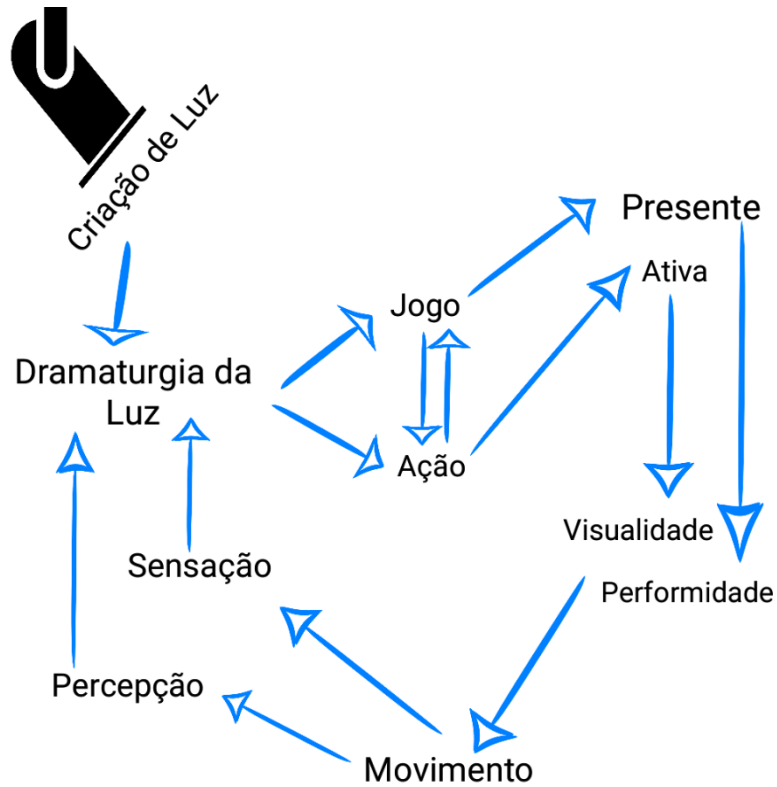 Criação de Luz
Presente
Ativa
Jogo
Dramaturgia da
Luz
Ação
Visualidade
Sensação
Performidade
Percepção
Movimento